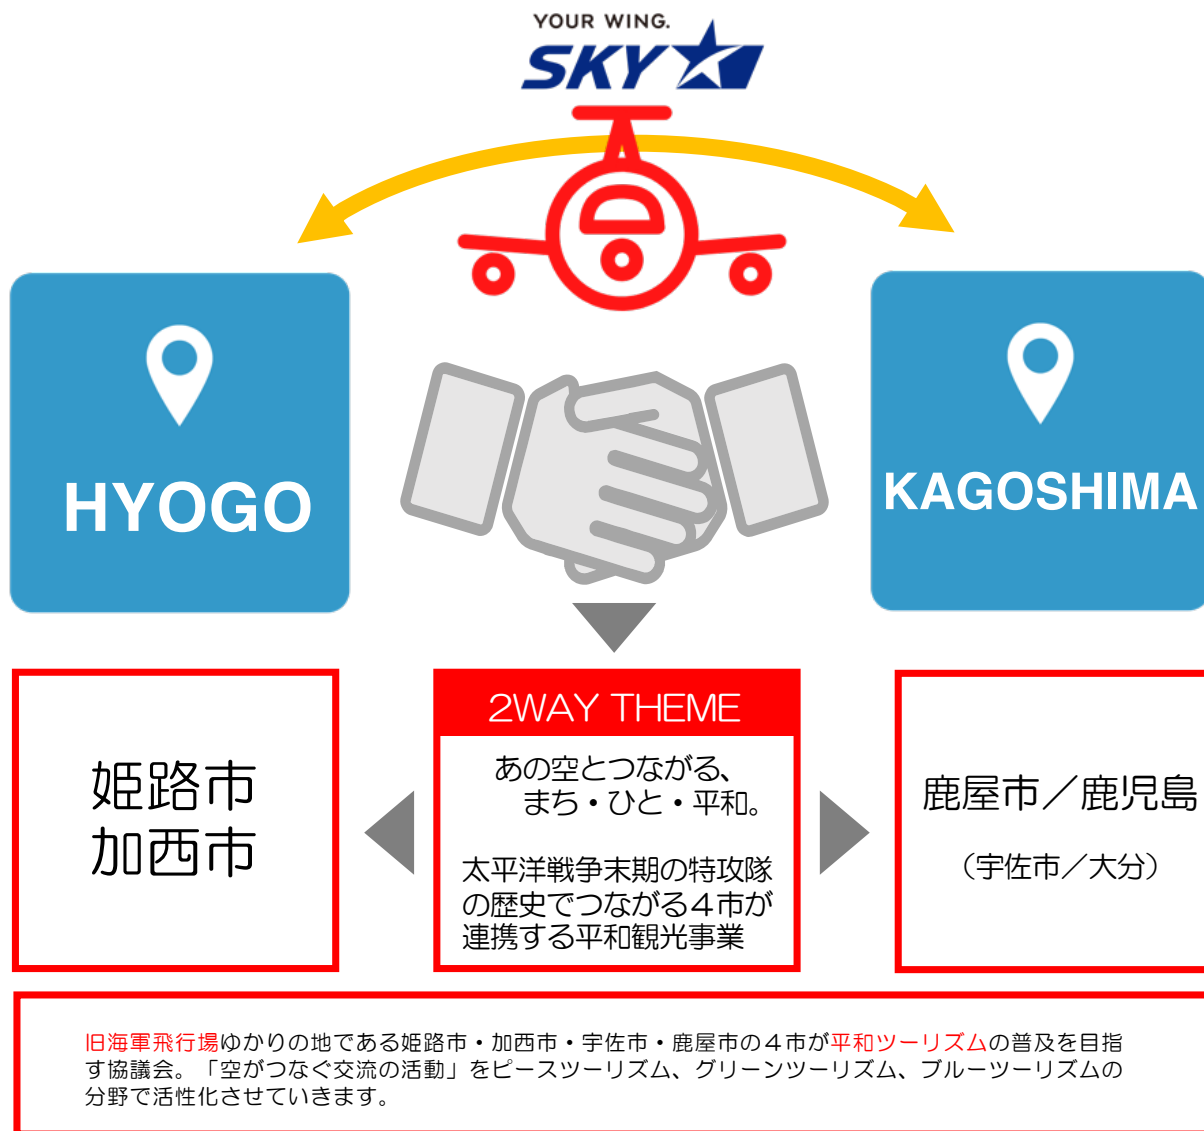 YOUR WING.
SKY
HYOGO
KAGOSHIMA
姫路市
加西市
2WAY THEME
あの空とつながる、
まち・ひと・平和。
太平洋戦争末期の特攻隊
の歴史でつながる４市が
連携する平和観光事業
鹿屋市／鹿児島
（宇佐市／大分）
旧海軍飛行場ゆかりの地である姫路市・加西市・宇佐市・鹿屋市の４市が平和ツーリズムの普及を目指
す協議会。「空がつなぐ交流の活動」をピースツーリズム、グリーンツーリズム、ブルーツーリズムの
分野で活性化させていきます。